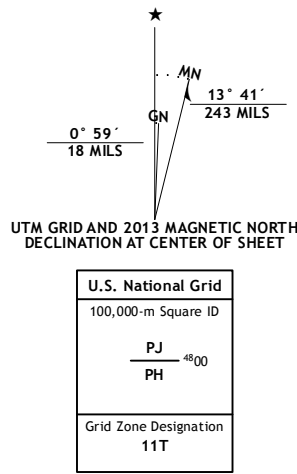 ★
MN
GN
13° 41´
243 MILS
0° 59´
18 MILS
UTM GRID AND 2013 MAGNETIC NORTH
DECLINATION AT CENTER OF SHEET
U.S. National Grid
100,000-m Square ID
PJ
4800
PH
Grid Zone Designation
11T